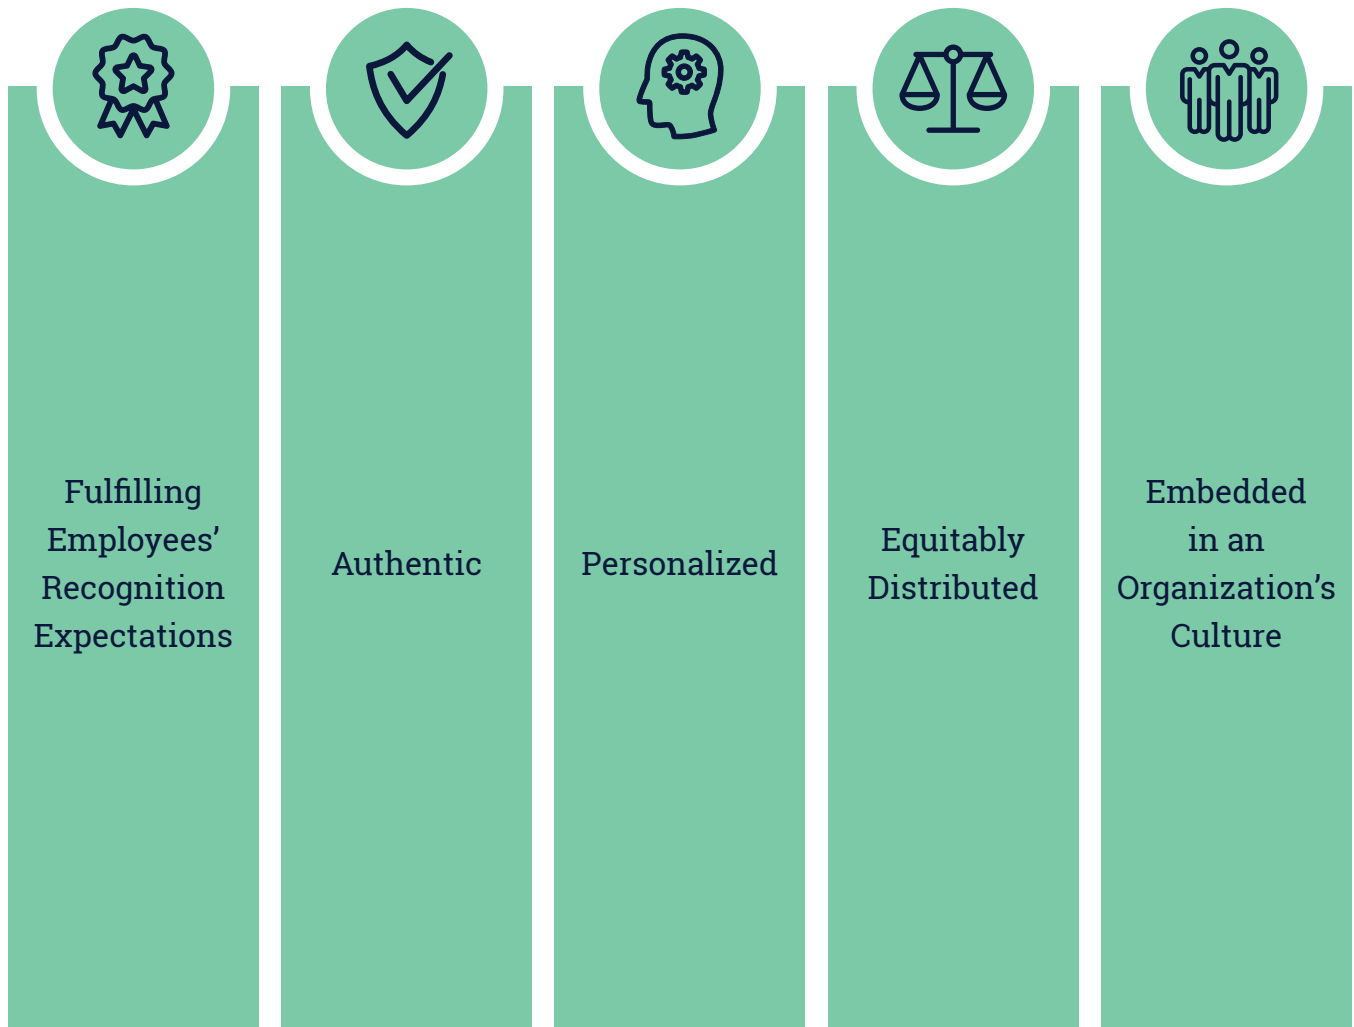 Fulfilling
Employees’
Recognition
Expectations
Authentic
Personalized
Equitably
Distributed
Embedded
in an
Organization’s
Culture